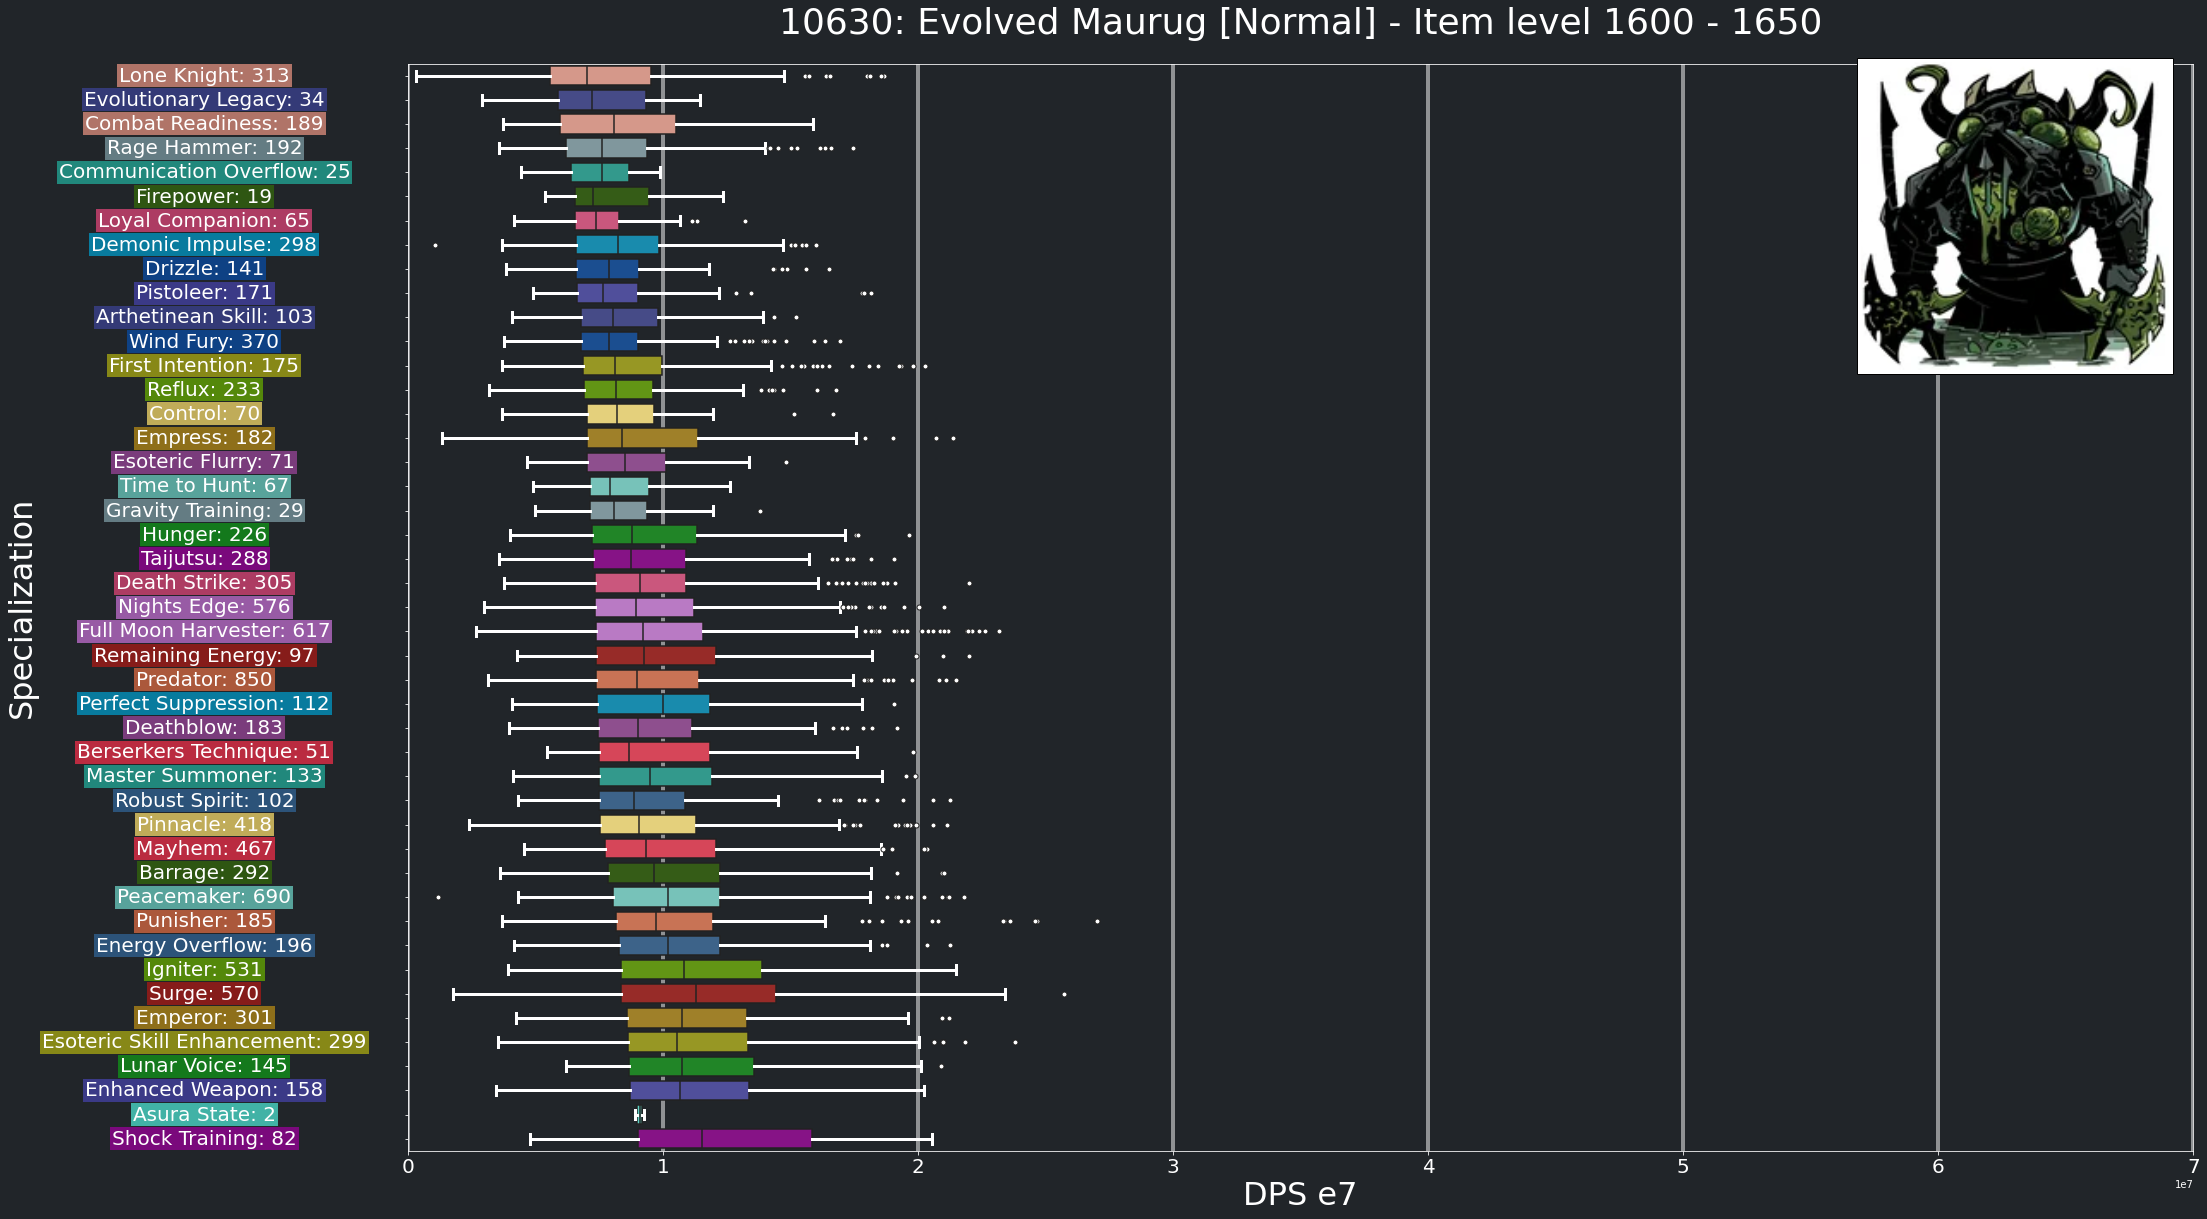 10630: Evolved Maurug [Normal] - Item level 1600 - 1650
Specialization
Lone Knight: 313
Evolutionary Legacy: 34
Combat Readiness: 189
Rage Hammer: 192
Communication Overflow: 25
Firepower: 19
Loyal Companion: 65
Demonic Impulse: 298
Drizzle: 141
Pistoleer: 171
Arthetinean Skill: 103
Wind Fury: 370
First Intention: 175
Reflux: 233
Control: 70
Empress: 182
Esoteric Flurry: 71
Time to Hunt: 67
Gravity Training: 29
Hunger: 226
Taijutsu: 288
Death Strike: 305
Nights Edge: 576
Full Moon Harvester: 617
Remaining Energy: 97
Predator: 850
Perfect Suppression: 112
Deathblow: 183
Berserkers Technique: 51
Master Summoner: 133
Robust Spirit: 102
Pinnacle: 418
Mayhem: 467
Barrage: 292
Peacemaker: 690
Punisher: 185
Energy Overflow: 196
Igniter: 531
Surge: 570
Emperor: 301
Esoteric Skill Enhancement: 299
Lunar Voice: 145
Enhanced Weapon: 158
Asura State: 2
Shock Training: 82
0 1 2 3 4 5 6 7
1e7
DPS e7